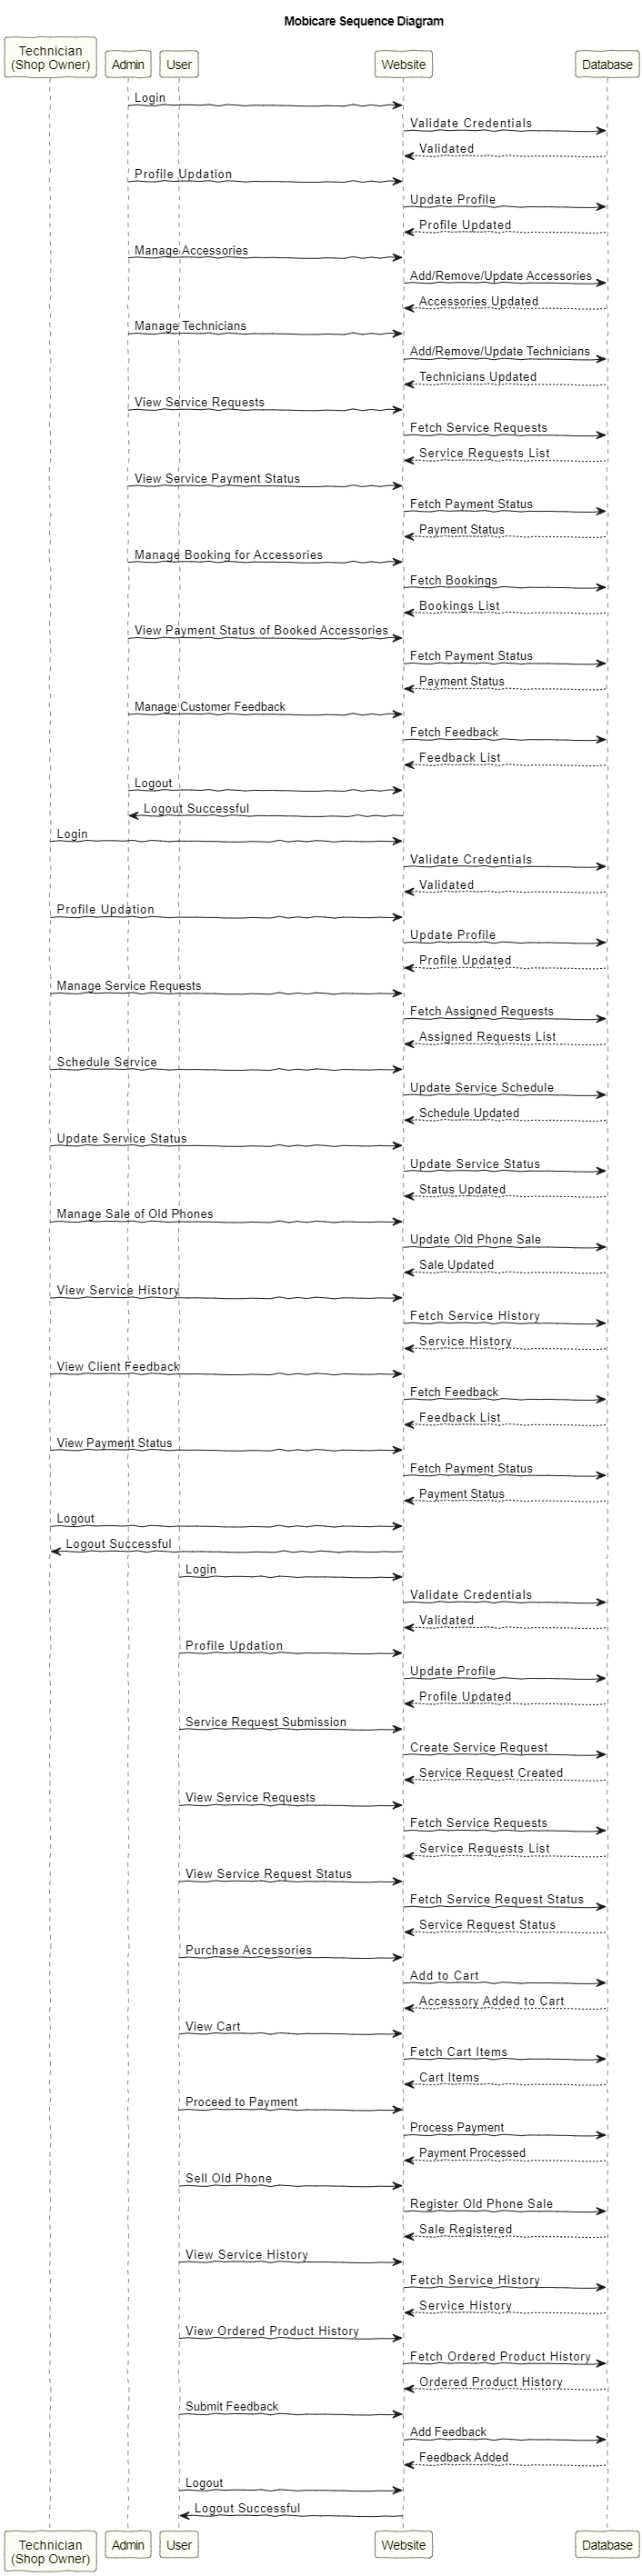 Mobicare Sequence Diagram
Technician
(Shop Owner)
Admin
User
Website
Database
Login
Validate Credentials
Validated
Profile Updation
Update Profile
Profile Updated
Manage Accessories
Add/Remove/Update Accessories
Accessories Updated
Manage Technicians
Add/Remove/Update Technicians
Technicians Updated
View Service Requests
Fetch Service Requests
Service Requests List
View Service Payment Status
Fetch Payment Status
Payment Status
Manage Booking for Accessories
Fetch Bookings
Bookings List
View Payment Status of Booked Accessories
Fetch Payment Status
Payment Status
Manage Customer Feedback
Fetch Feedback
Feedback List
Logout
Logout Successful
Login
Validate Credentials
Validated
Profile Updation
Update Profile
Profile Updated
Manage Service Requests
Fetch Assigned Requests
Assigned Requests List
Schedule Service
Update Service Schedule
Schedule Updated
Update Service Status
Update Service Status
Status Updated
Manage Sale of Old Phones
Update Old Phone Sale
Sale Updated
View Service History
Fetch Service History
Service History
View Client Feedback
Fetch Feedback
Feedback List
View Payment Status
Fetch Payment Status
Payment Status
Logout
Logout Successful
Login
Validate Credentials
Validated
Profile Updation
Update Profile
Profile Updated
Service Request Submission
Create Service Request
Service Request Created
View Service Requests
Fetch Service Requests
Service Requests List
View Service Request Status
Fetch Service Request Status
Service Request Status
Purchase Accessories
Add to Cart
Accessory Added to Cart
View Cart
Fetch Cart Items
Cart Items
Proceed to Payment
Process Payment
Payment Processed
Sell Old Phone
Register Old Phone Sale
Sale Registered
View Service History
Fetch Service History
Service History
View Ordered Product History
Fetch Ordered Product History
Ordered Product History
Submit Feedback
Add Feedback
Feedback Added
Logout
Logout Successful
Technician
(Shop Owner)
Admin
User
Website
Database